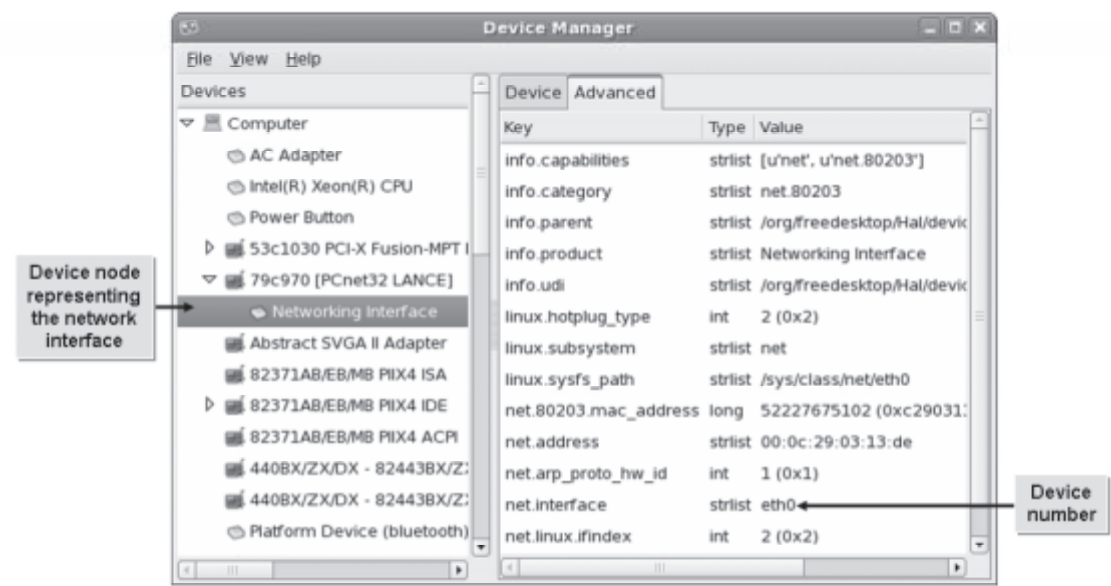 Device Manager
File View Help
Devices
Computer
AC Adapter
Intel(R) Xeon(R) CPU
Power Button
53c1030 PCI-X Fusion-MPT
79c970 [PCnet32 LANCE]
Networking Interface
Abstract SVGA II Adapter
82371AB/EB/MB PIIX4 ISA
82371AB/EB/MB PIIX4 IDE
82371AB/EB/MB PIIX4 ACPI
440BX/ZX/DX - 82443BX/Z
440BX/ZX/DX - 82443BX/Z
Platform Device (bluetooth)
Device Advanced
Key Type Value
info.capabilities strlist [u'net', u'net.80203']
info.category strlist net.80203
info.parent strlist /org/freedesktop/Hal/devic
info.product strlist Networking Interface
info.udi strlist /org/freedesktop/Hal/devic
linux.hotplug_type int 2 (0x2)
linux.subsystem strlist net
linux.sysfs_path strlist /sys/class/net/eth0
net.80203.mac_address long 52227675102 (0xc29031
net.address strlist 00:0c:29:03:13:de
net.arp_proto_hw_id int 1 (0x1)
net.interface strlist eth0
net.linux.ifindex int 2 (0x2)
Device node
representing
the network
interface
Device
number